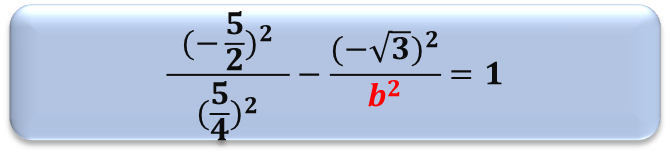 (-5/2)²/(5/4)² - (-√3)²/b² = 1